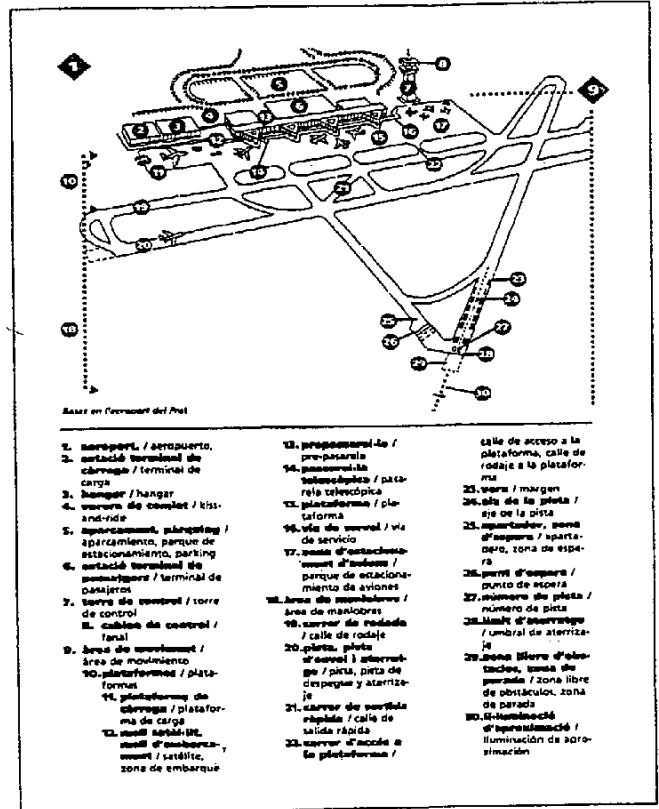 Basat en l'aeroport del Prat
1. aeroport, / aeropuerto,
2. estació terminal de
càrrega / terminal de
carga
3. hangar / hangar
4. vorera de comiat / kiss-
and-ride
5. aparcament, pàrquing /
aparcamiento, parque de
estacionamiento, parking
6. estació terminal de
passatgers / terminal de
pasajeros
7. torre de control / torre
de control
8. cabina de control /
fanal
9. àrea de moviment /
área de movimiento
10. plataformes / plata-
formas
11. plataforma de
càrrega / platafor-
ma de carga
12. moll satèl·lit,
moll d'embarca-
ment / satélite,
zona de embarque
13. prepassarel·la /
pre-pasarela
14. passarel·la
telescòpica / pasa-
rela telescópica
15. plataforma / pla-
taforma
16. via de servei / vía
de servicio
17. zona d'estaciona-
ment d'avions /
parque de estaciona-
miento de aviones
18. àrea de maniobres /
área de maniobras
19. carrer de rodada
/ calle de rodaje
20. pista, pista
d'envol i aterrat-
ge / pista, pista de
despegue y aterriza-
je
21. carrer de sortida
ràpida / calle de
salida rápida
22. carrer d'accés a
la plataforma /
calle de acceso a la
plataforma, calle de
rodaje a la platafor-
ma
23. vora / margen
24. eix de la pista /
eje de la pista
25. apartador, zona
d'espera / aparta-
dero, zona de espe-
ra
26. punt d'espera /
punto de espera
27. número de pista /
número de pista
28. límit d'aterratge
/ umbral de aterriza-
je
29. zona lliure d'obs-
tacles, zona de
parada / zona libre
de obstáculos, zona
de parada
30. il·luminació
d'aproximació /
iluminación de apro-
ximación